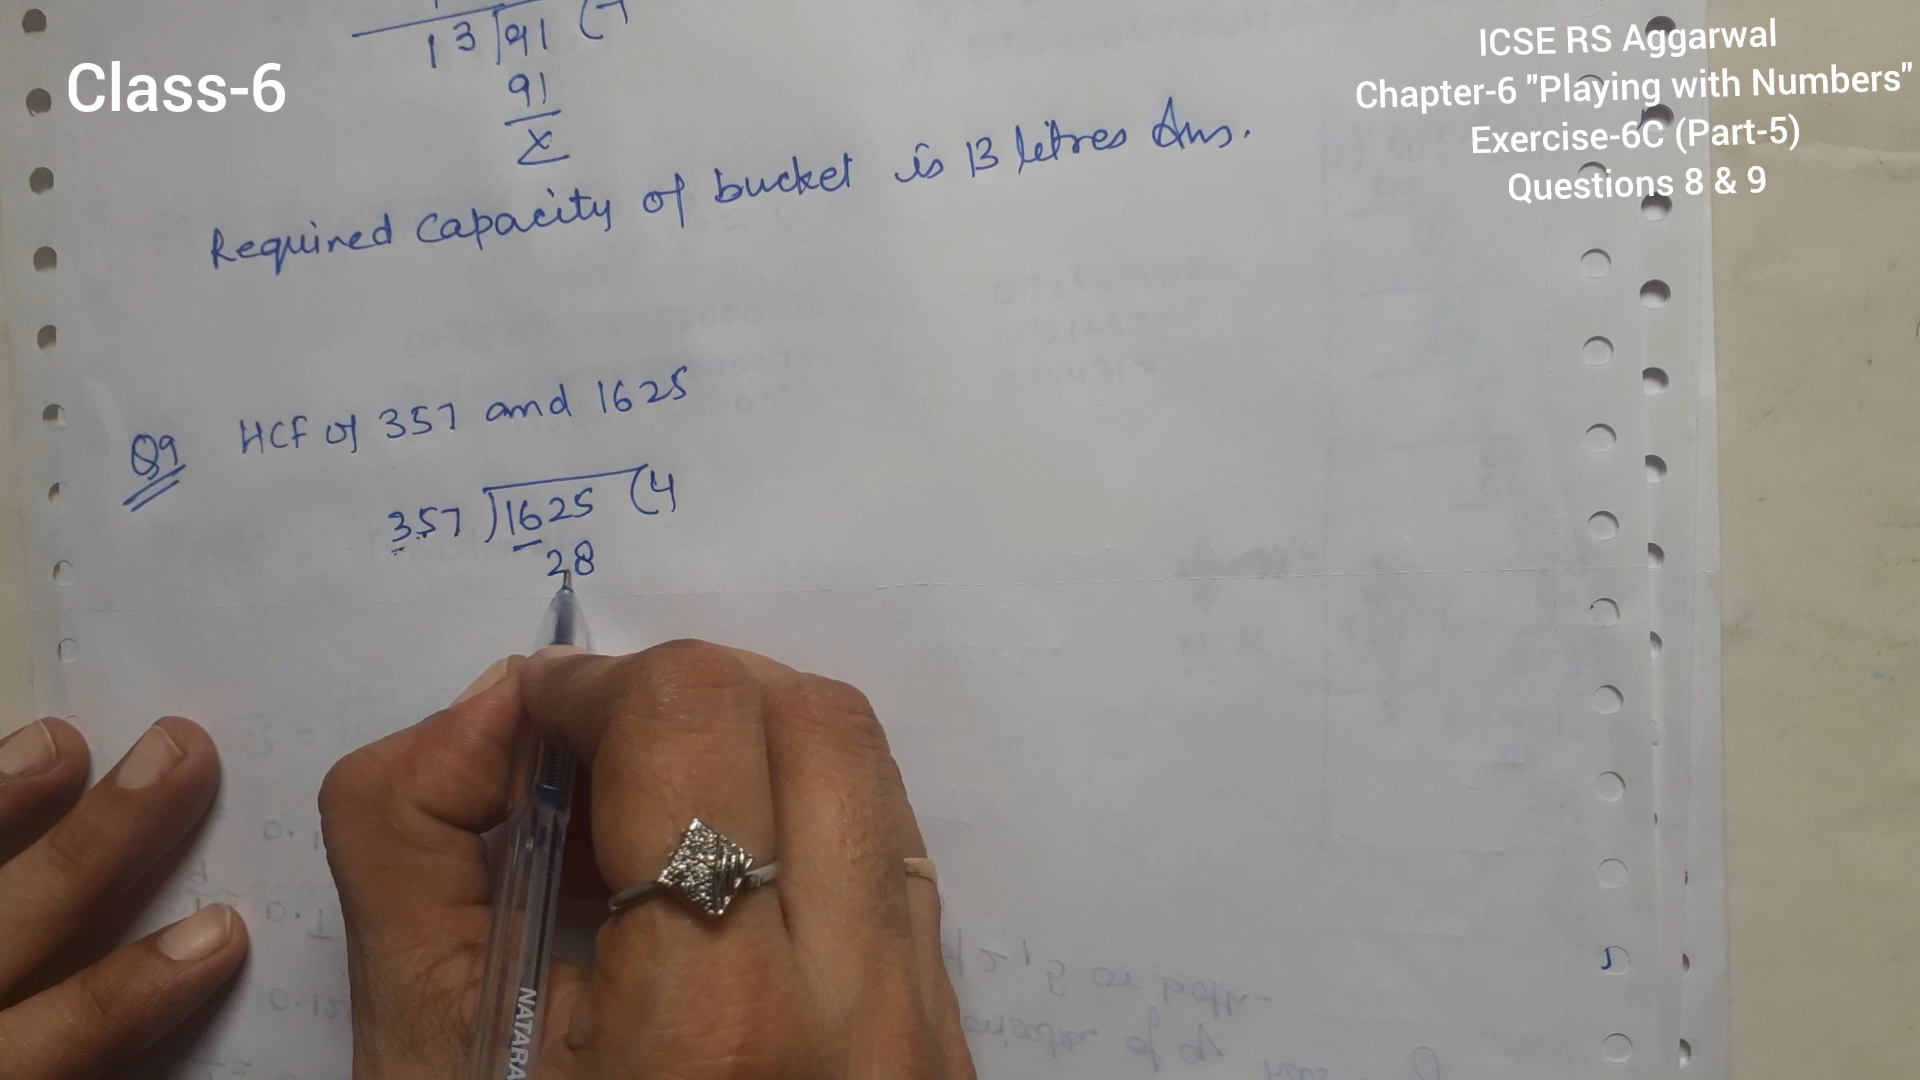 Class-6
ICSE RS Aggarwal
Chapter-6 "Playing with Numbers"
Exercise-6C (Part-5)
Questions 8 & 9
13)91(7
91
x
Required capacity of bucket is 13 litres Ans.
Q9 HCF of 357 and 1625
357)1625(4
28
NATARA